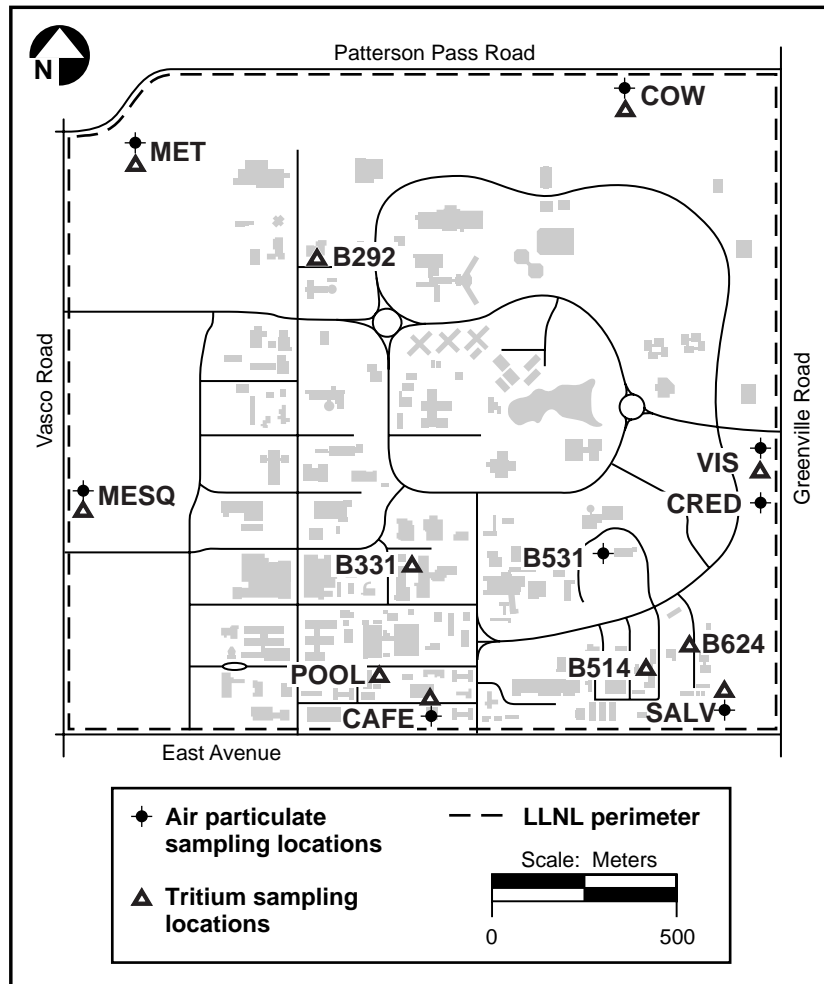 Patterson Pass Road
N
COW
MET
B292
Vasco Road
Greenville Road
VIS
MESQ
CRED
B331
B531
B624
POOL
B514
CAFE
SALV
East Avenue
Air particulate
sampling locations
Tritium sampling
locations
LLNL perimeter
Scale: Meters
0 500